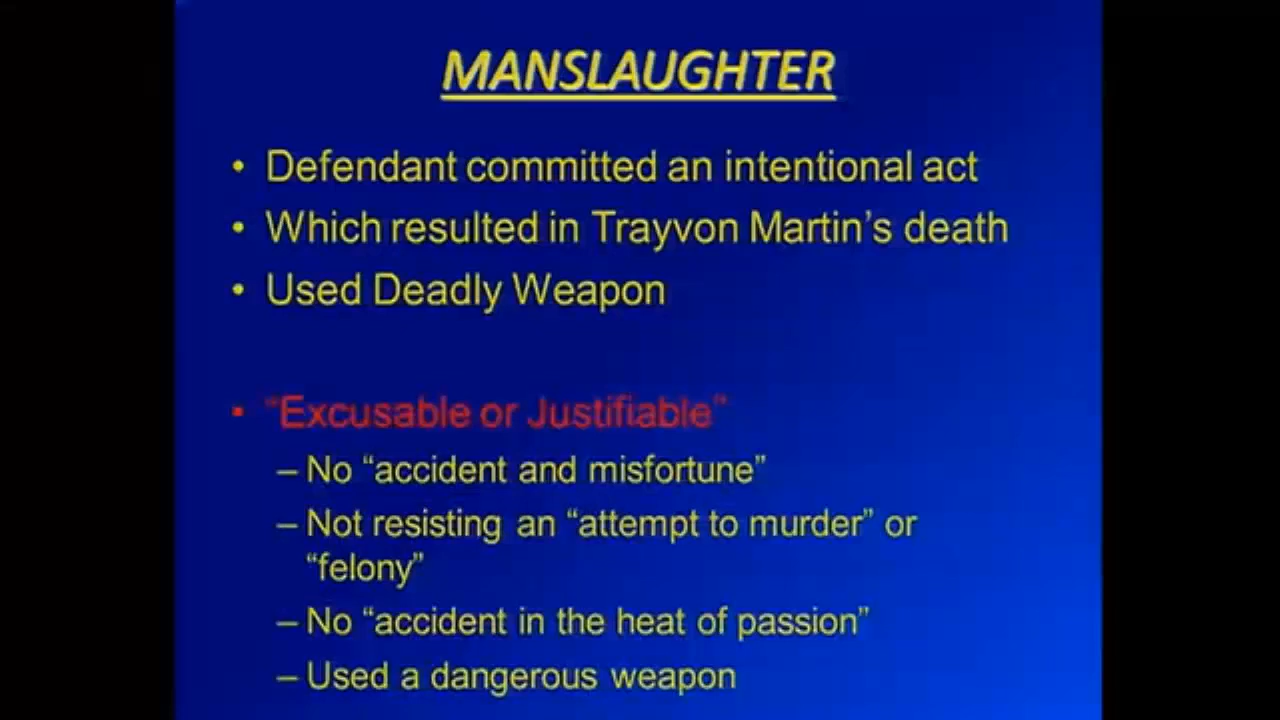 MANSLAUGHTER
• Defendant committed an intentional act
• Which resulted in Trayvon Martin’s death
• Used Deadly Weapon
▪ “Excusable or Justifiable”
– No “accident and misfortune”
– Not resisting an “attempt to murder” or
“felony”
– No “accident in the heat of passion”
– Used a dangerous weapon